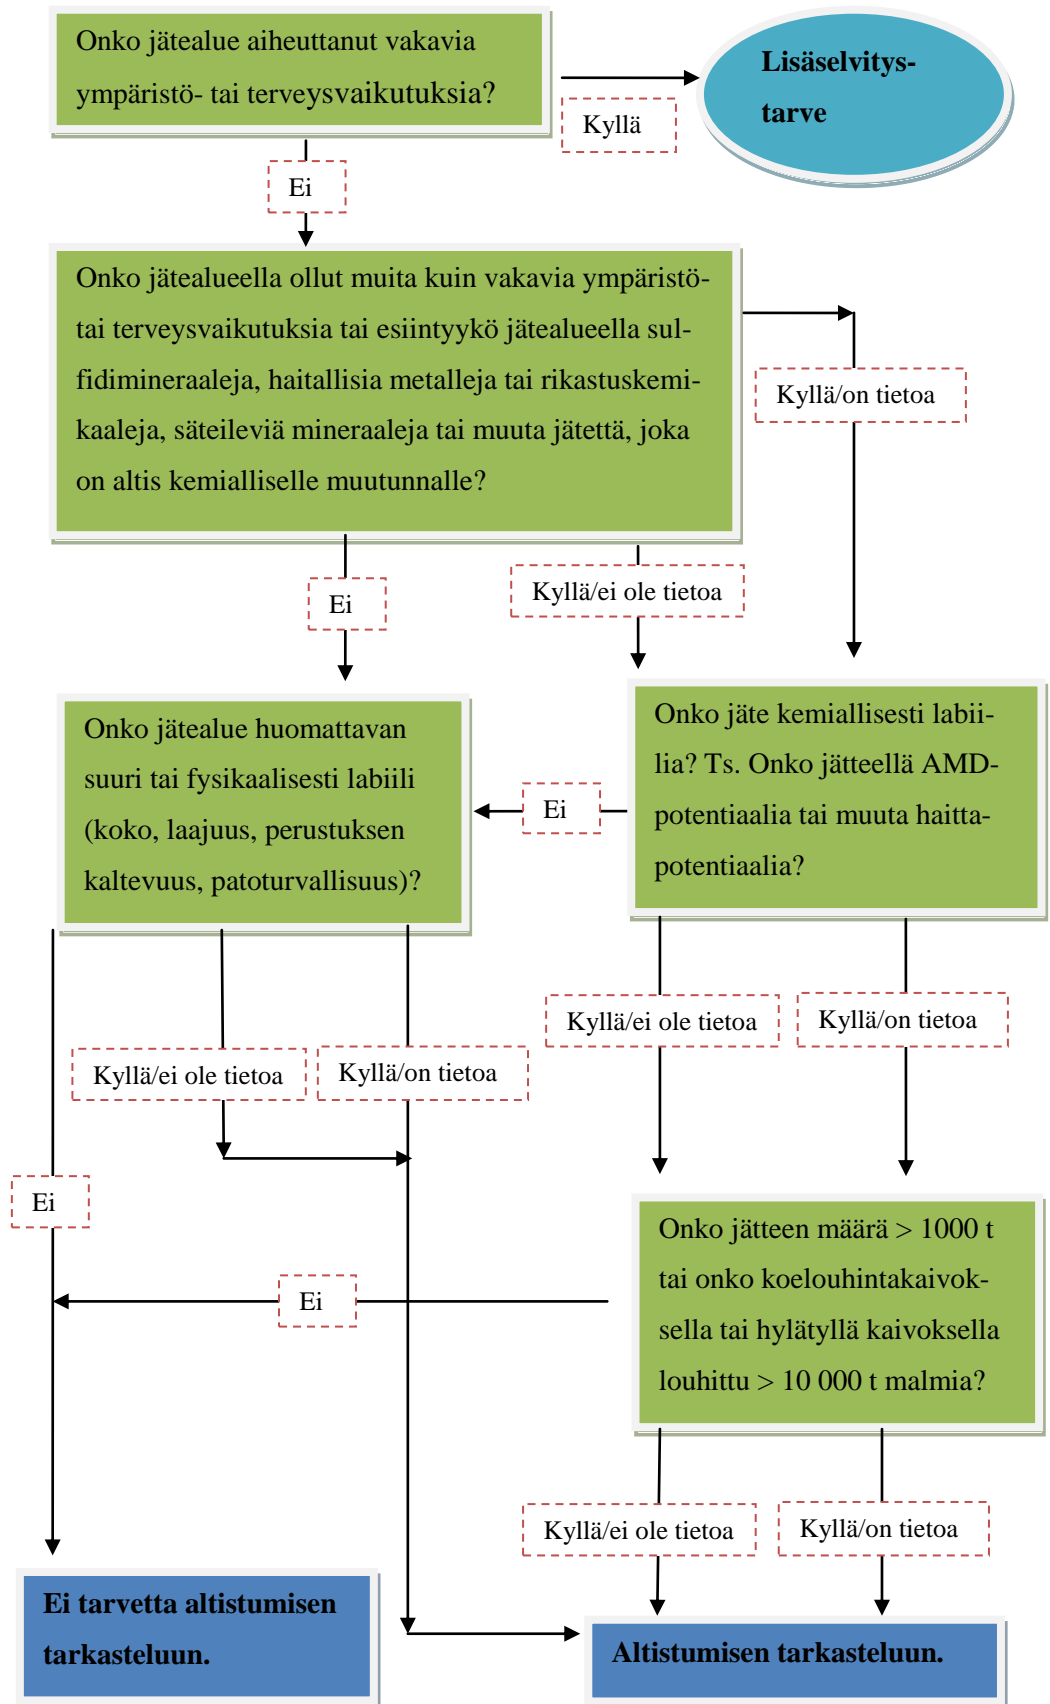 Onko jätealue aiheuttanut vakavia
ympäristö- tai terveysvaikutuksia?
Lisäselvitys-
tarve
Kyllä
Ei
Onko jätealueella ollut muita kuin vakavia ympäristö-
tai terveysvaikutuksia tai esiintyykö jätealueella sul-
fidimineraaleja, haitallisia metalleja tai rikastuskemi-
kaaleja, säteileviä mineraaleja tai muuta jätettä, joka
on altis kemialliselle muutunnalle?
Kyllä/on tietoa
Ei
Kyllä/ei ole tietoa
Onko jätealue huomattavan
suuri tai fysikaalisesti labiili
(koko, laajuus, perustuksen
kaltevuus, patoturvallisuus)?
Ei
Onko jäte kemiallisesti labii-
lia? Ts. Onko jätteellä AMD-
potentiaalia tai muuta haitta-
potentiaalia?
Kyllä/ei ole tietoa
Kyllä/on tietoa
Kyllä/ei ole tietoa
Kyllä/on tietoa
Ei
Onko jätteen määrä > 1000 t
tai onko koelouhintakaivok-
sella tai hylätyllä kaivoksella
louhittu > 10 000 t malmia?
Ei
Kyllä/ei ole tietoa
Kyllä/on tietoa
Ei tarvetta altistumisen
tarkasteluun.
Altistumisen tarkasteluun.